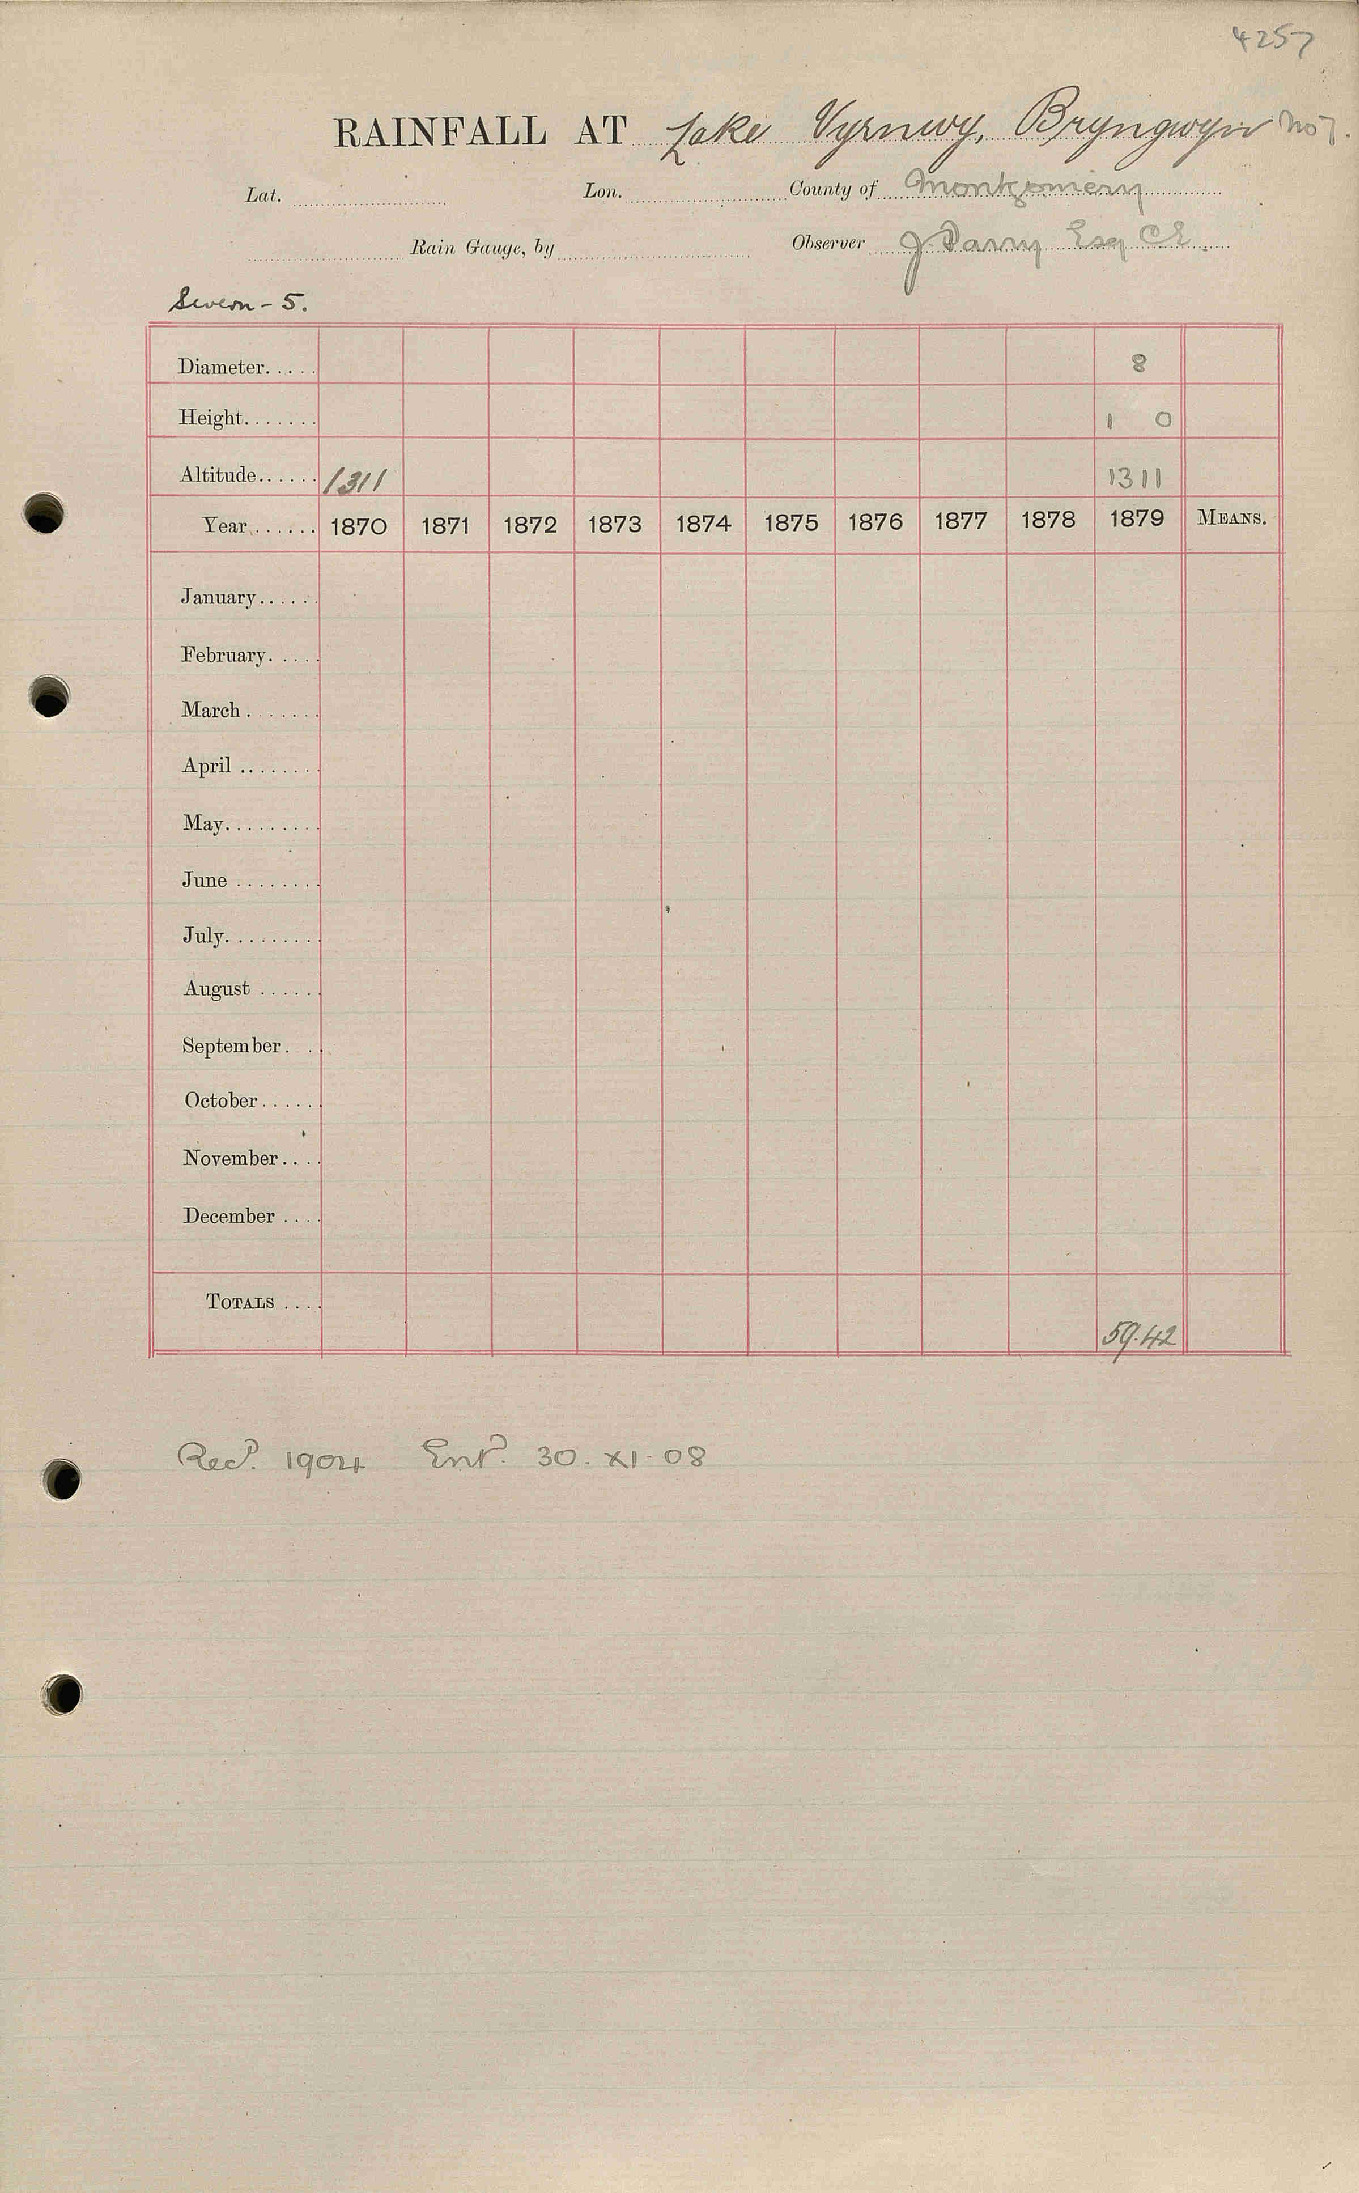 4257
RAINFALL AT Lake Vyrnwy, Bryngwyn No 7.
Lat. Lon. County of Montgomery
Rain Gauge, by Observer J. Parry Esq C.E.
Severn - 5.
Diameter..... 8
Height....... 1 0
Altitude...... 1311 1311
Year....... 1870 1871 1872 1873 1874 1875 1876 1877 1878 1879 MEANS.
January......
February.....
March.......
April........
May.........
June........
July.........
August......
September...
October......
November....
December....
TOTALS....
59.42
Recd. 1904 Entd. 30. XI. 08